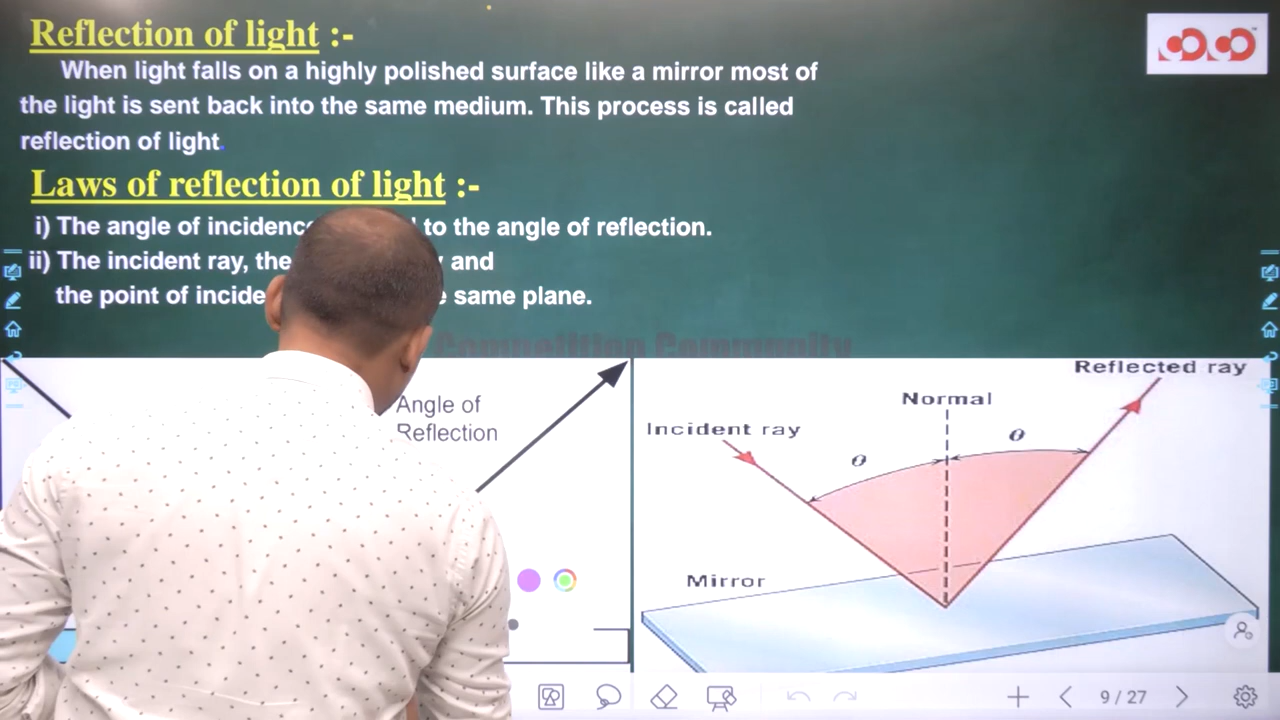 Reflection of light :-
When light falls on a highly polished surface like a mirror most of
the light is sent back into the same medium. This process is called
reflection of light.
Laws of reflection of light :-
i) The angle of incidence to the angle of reflection.
ii) The incident ray, the and
the point of same plane.
Competition Community
Angle of
Reflection
Reflected ray
Normal
Incident ray
θ
θ
Mirror
9 / 27